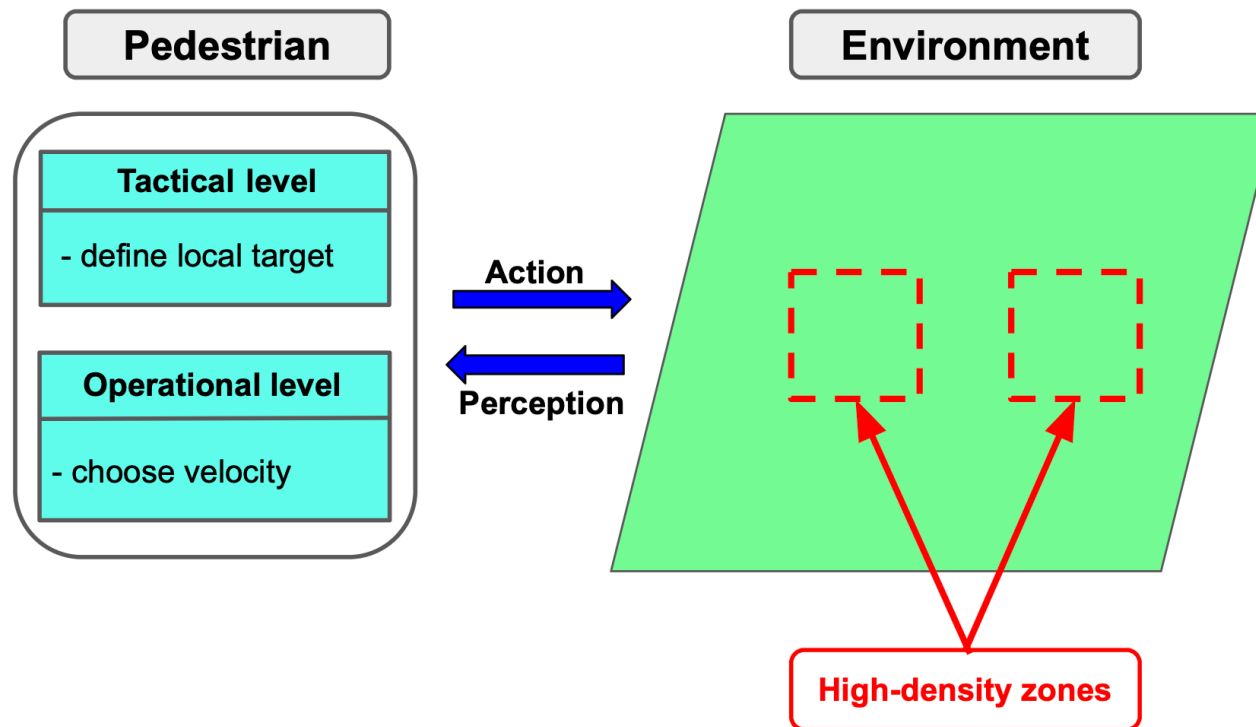 Pedestrian
Environment
Tactical level
- define local target
Action
Operational level
Perception
- choose velocity
High-density zones